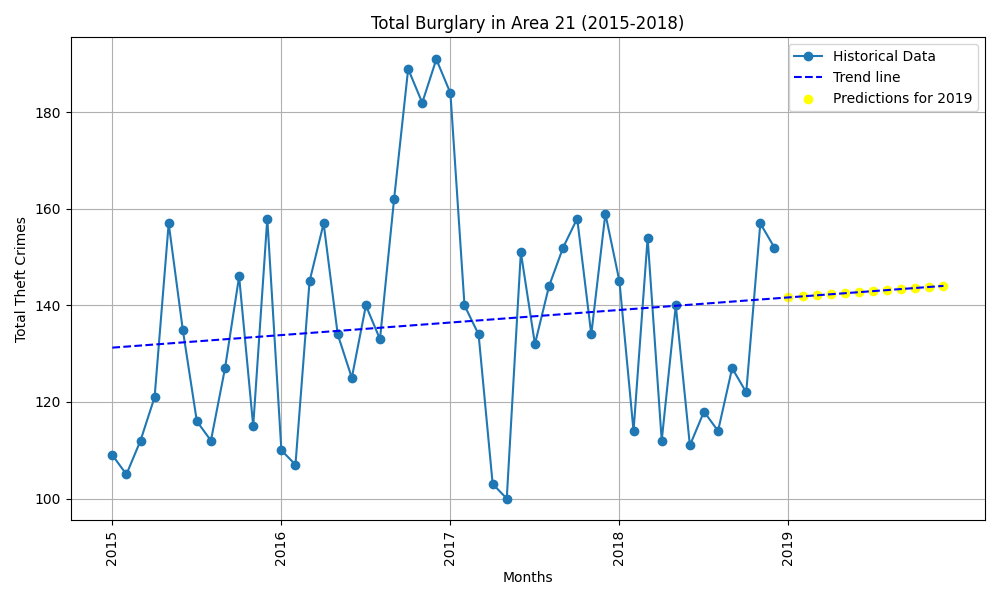 Total Burglary in Area 21 (2015-2018)
Historical Data
Trend line
Predictions for 2019
Total Theft Crimes
180
160
140
120
100
2015
2016
2017
2018
2019
Months